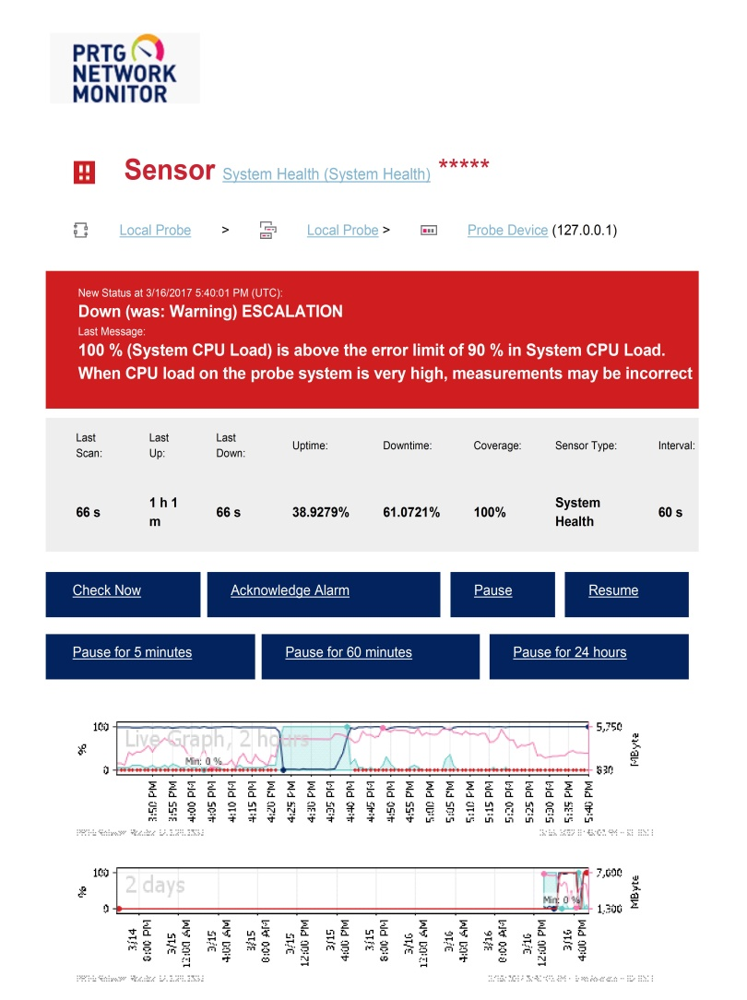 PRTG
NETWORK
MONITOR
Sensor System Health (System Health) *****
Local Probe > Local Probe > Probe Device (127.0.0.1)
New Status at 3/16/2017 5:40:01 PM (UTC):
Down (was: Warning) ESCALATION
Last Message:
100 % (System CPU Load) is above the error limit of 90 % in System CPU Load.
When CPU load on the probe system is very high, measurements may be incorrect
Last Scan: Last Up: Last Down: Uptime: Downtime: Coverage: Sensor Type: Interval:
66 s 1 h 1 m 66 s 38.9279% 61.0721% 100% System Health 60 s
Check Now Acknowledge Alarm Pause Resume
Pause for 5 minutes Pause for 60 minutes Pause for 24 hours
Live Graph, 2 hours
100 5,750
% MByte
Min: 0 %
0
3:50 PM 3:55 PM 4:00 PM 4:05 PM 4:10 PM 4:15 PM 4:20 PM 4:25 PM 4:30 PM 4:35 PM 4:40 PM 4:45 PM 4:50 PM 4:55 PM 5:00 PM 5:05 PM 5:10 PM 5:15 PM 5:20 PM 5:25 PM 5:30 PM 5:35 PM 5:40 PM
2 days
100
% MByte
Min: 0 %
0 1,300
3/14 8:00 PM 3/15 12:00 AM 3/15 4:00 AM 3/15 8:00 AM 3/15 12:00 PM 3/15 4:00 PM 3/15 8:00 PM 3/16 12:00 AM 3/16 4:00 AM 3/16 8:00 AM 3/16 12:00 PM 3/16 4:00 PM